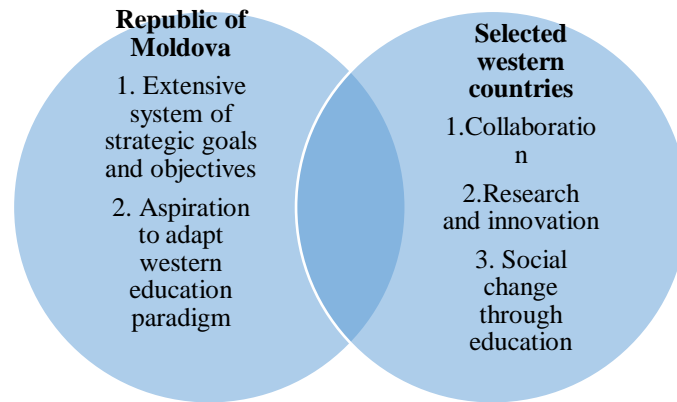 Republic of
Moldova
1. Extensive
system of
strategic goals
and objectives
2. Aspiration
to adapt
western
education
paradigm
Selected
western
countries
1.Collaboratio
n
2.Research
and innovation
3. Social
change
through
education